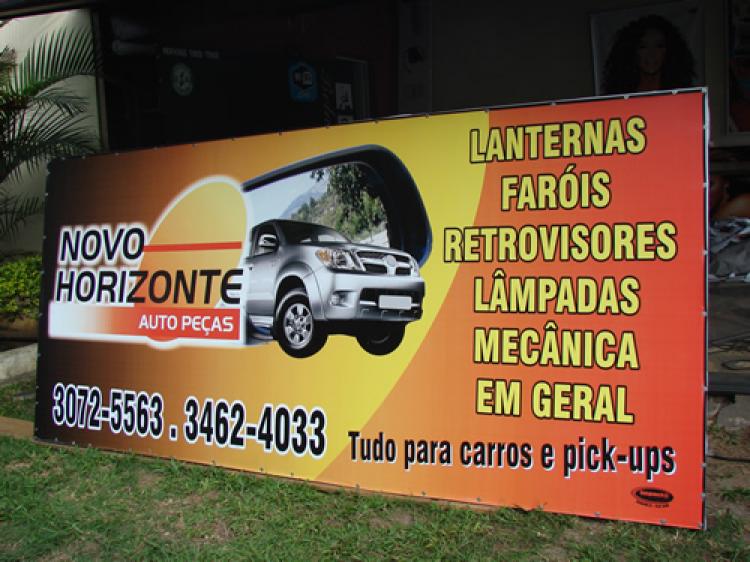 NOVO
HORIZONTE
AUTO PEÇAS
3072-5563 . 3462-4033
LANTERNAS
FARÓIS
RETROVISORES
LÂMPADAS
MECÂNICA
EM GERAL
Tudo para carros e pick-ups